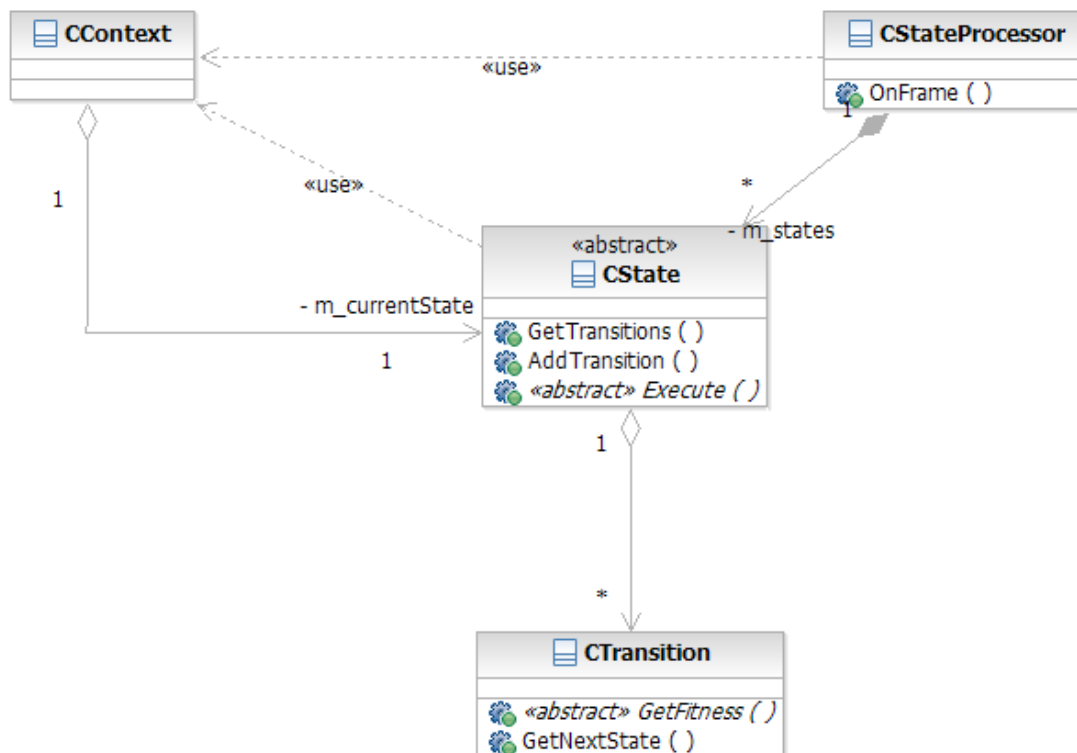 CContext
CStateProcessor
«use»
OnFrame ( )
1
«use»
1
*
- m_states
«abstract»
CState
- m_currentState
1
GetTransitions ( )
AddTransition ( )
«abstract» Execute ( )
1
*
CTransition
«abstract» GetFitness ( )
GetNextState ( )